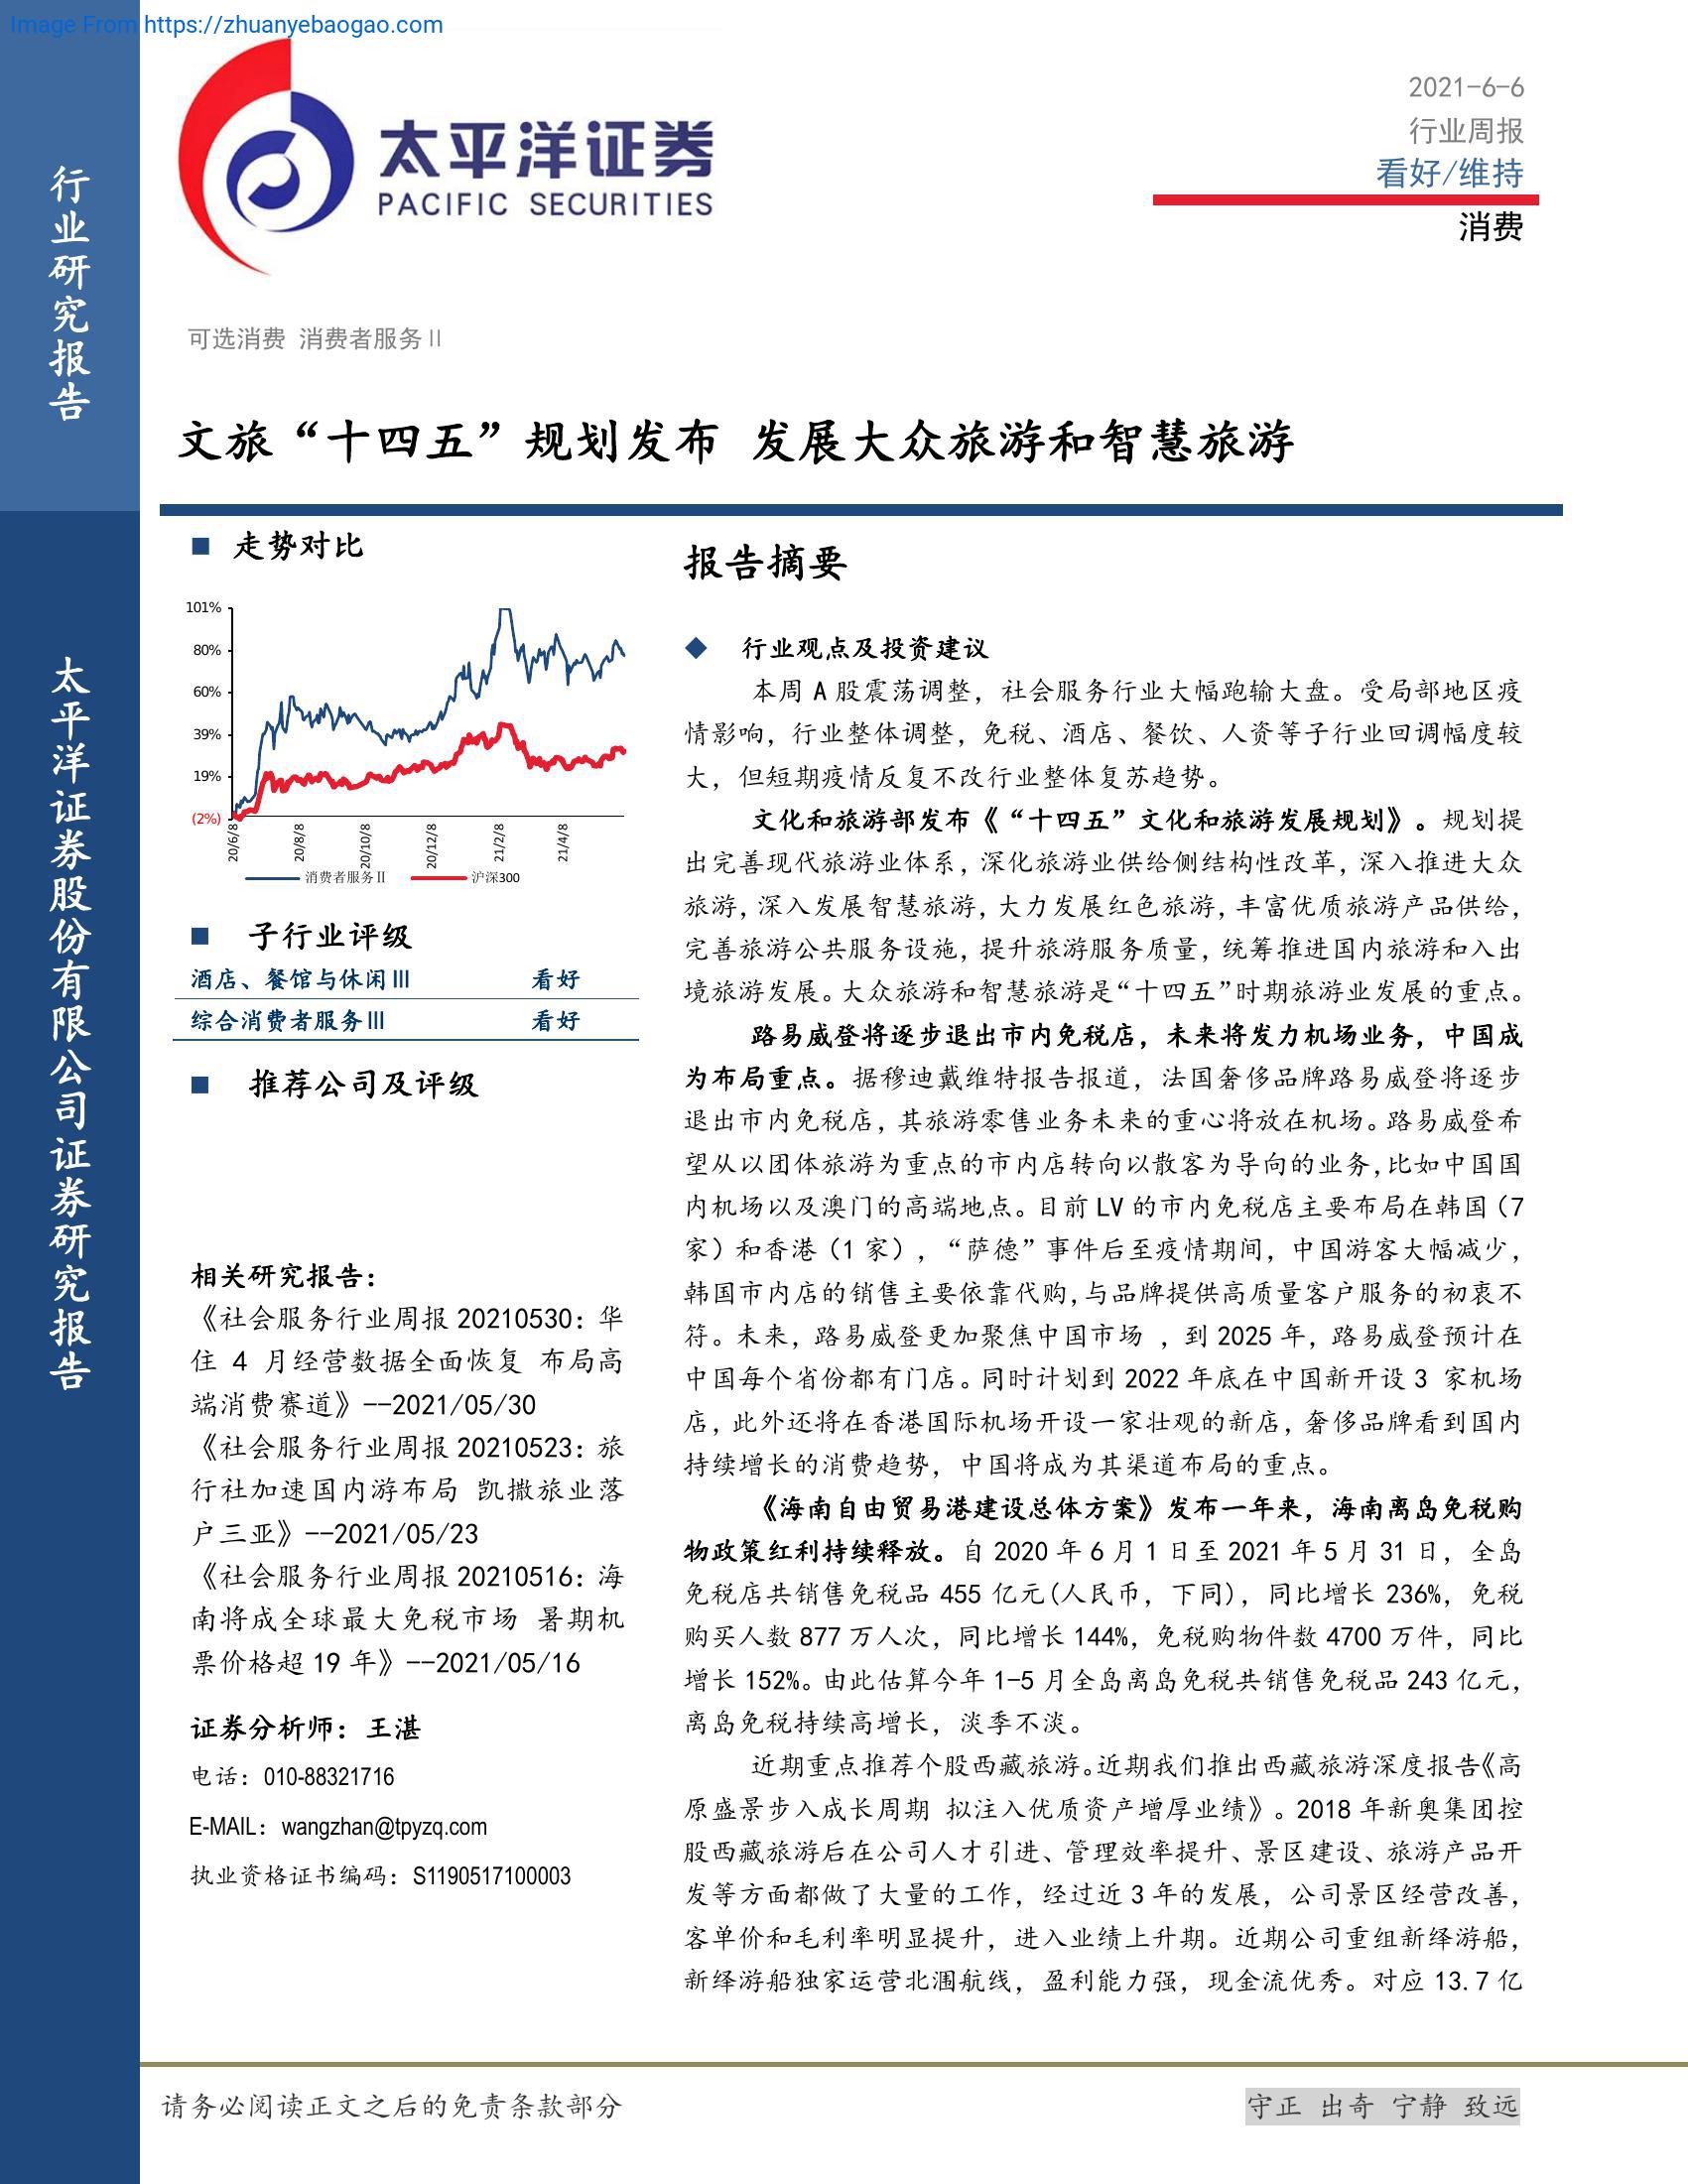 Image From https://zhuanyebaogao.com
行业研究报告
太平洋证券股份有限公司证券研究报告
太平洋证券
PACIFIC SECURITIES
2021-6-6
行业周报
看好/维持
消费
可选消费 消费者服务Ⅱ
文旅“十四五”规划发布 发展大众旅游和智慧旅游
走势对比
101%
80%
60%
39%
19%
(2%)
20/6/8
20/8/8
20/10/8
20/12/8
21/2/8
21/4/8
消费者服务Ⅱ
沪深300
子行业评级
酒店、餐馆与休闲Ⅲ 看好
综合消费者服务Ⅲ 看好
推荐公司及评级
相关研究报告：
《社会服务行业周报 20210530：华
住 4 月经营数据全面恢复 布局高
端消费赛道》--2021/05/30
《社会服务行业周报 20210523：旅
行社加速国内游布局 凯撒旅业落
户三亚》--2021/05/23
《社会服务行业周报 20210516：海
南将成全球最大免税市场 暑期机
票价格超 19 年》--2021/05/16
证券分析师：王湛
电话：010-88321716
E-MAIL：wangzhan@tpyzq.com
执业资格证书编码：S1190517100003
报告摘要
行业观点及投资建议
本周 A 股震荡调整，社会服务行业大幅跑输大盘。受局部地区疫
情影响，行业整体调整，免税、酒店、餐饮、人资等子行业回调幅度较
大，但短期疫情反复不改行业整体复苏趋势。
文化和旅游部发布《“十四五”文化和旅游发展规划》。规划提
出完善现代旅游业体系，深化旅游业供给侧结构性改革，深入推进大众
旅游，深入发展智慧旅游，大力发展红色旅游，丰富优质旅游产品供给，
完善旅游公共服务设施，提升旅游服务质量，统筹推进国内旅游和入出
境旅游发展。大众旅游和智慧旅游是“十四五”时期旅游业发展的重点。
路易威登将逐步退出市内免税店，未来将发力机场业务，中国成
为布局重点。据穆迪戴维特报告报道，法国奢侈品牌路易威登将逐步
退出市内免税店，其旅游零售业务未来的重心将放在机场。路易威登希
望从以团体旅游为重点的市内店转向以散客为导向的业务，比如中国国
内机场以及澳门的高端地点。目前 LV 的市内免税店主要布局在韩国（7
家）和香港（1 家），“萨德”事件后至疫情期间，中国游客大幅减少，
韩国市内店的销售主要依靠代购，与品牌提供高质量客户服务的初衷不
符。未来，路易威登更加聚焦中国市场 ，到 2025 年，路易威登预计在
中国每个省份都有门店。同时计划到 2022 年底在中国新开设 3 家机场
店，此外还将在香港国际机场开设一家壮观的新店，奢侈品牌看到国内
持续增长的消费趋势，中国将成为其渠道布局的重点。
《海南自由贸易港建设总体方案》发布一年来，海南离岛免税购
物政策红利持续释放。自 2020 年 6 月 1 日至 2021 年 5 月 31 日，全岛
免税店共销售免税品 455 亿元(人民币，下同)，同比增长 236%，免税
购买人数 877 万人次，同比增长 144%，免税购物件数 4700 万件，同比
增长 152%。由此估算今年 1-5 月全岛离岛免税共销售免税品 243 亿元，
离岛免税持续高增长，淡季不淡。
近期重点推荐个股西藏旅游。近期我们推出西藏旅游深度报告《高
原盛景步入成长周期 拟注入优质资产增厚业绩》。2018 年新奥集团控
股西藏旅游后在公司人才引进、管理效率提升、景区建设、旅游产品开
发等方面都做了大量的工作，经过近 3 年的发展，公司景区经营改善，
客单价和毛利率明显提升，进入业绩上升期。近期公司重组新绎游船，
新绎游船独家运营北涠航线，盈利能力强，现金流优秀。对应 13.7 亿
请务必阅读正文之后的免责条款部分
守正 出奇 宁静 致远